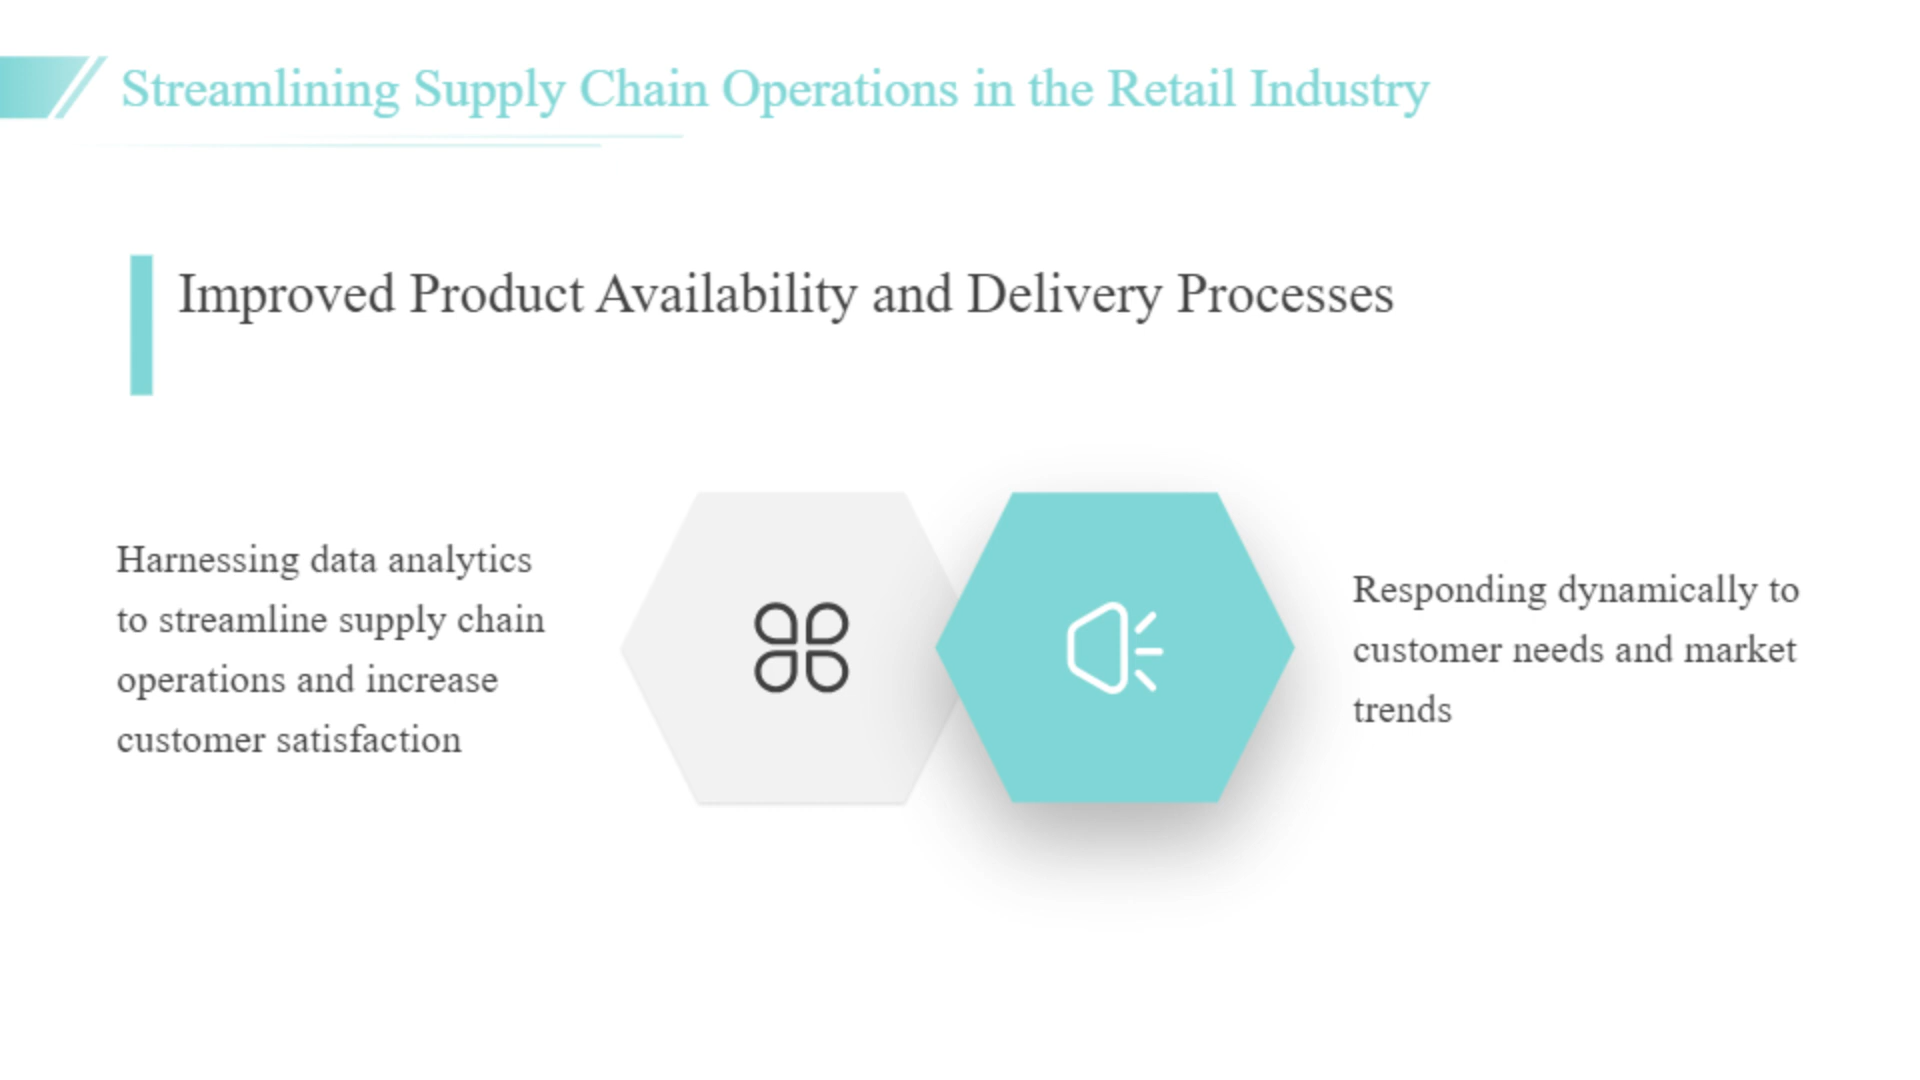 Streamlining Supply Chain Operations in the Retail Industry
Improved Product Availability and Delivery Processes
Harnessing data analytics
to streamline supply chain
operations and increase
customer satisfaction
Responding dynamically to
customer needs and market
trends